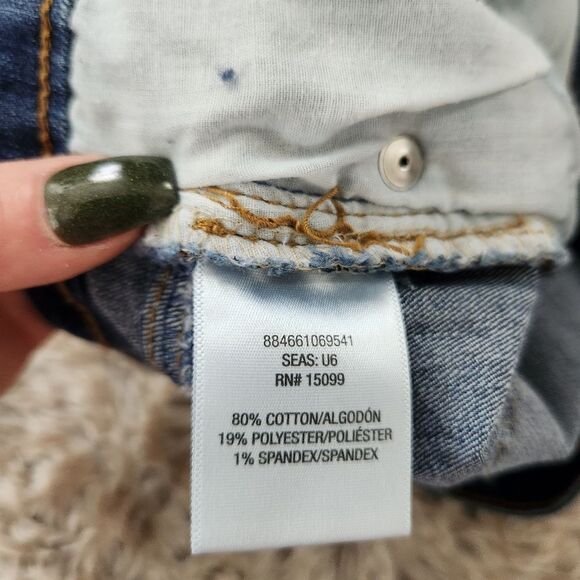 884661069541
SEAS: U6
RN# 15099
80% COTTON/ALGODÓN
19% POLYESTER/POLIÉSTER
1% SPANDEX/SPANDEX